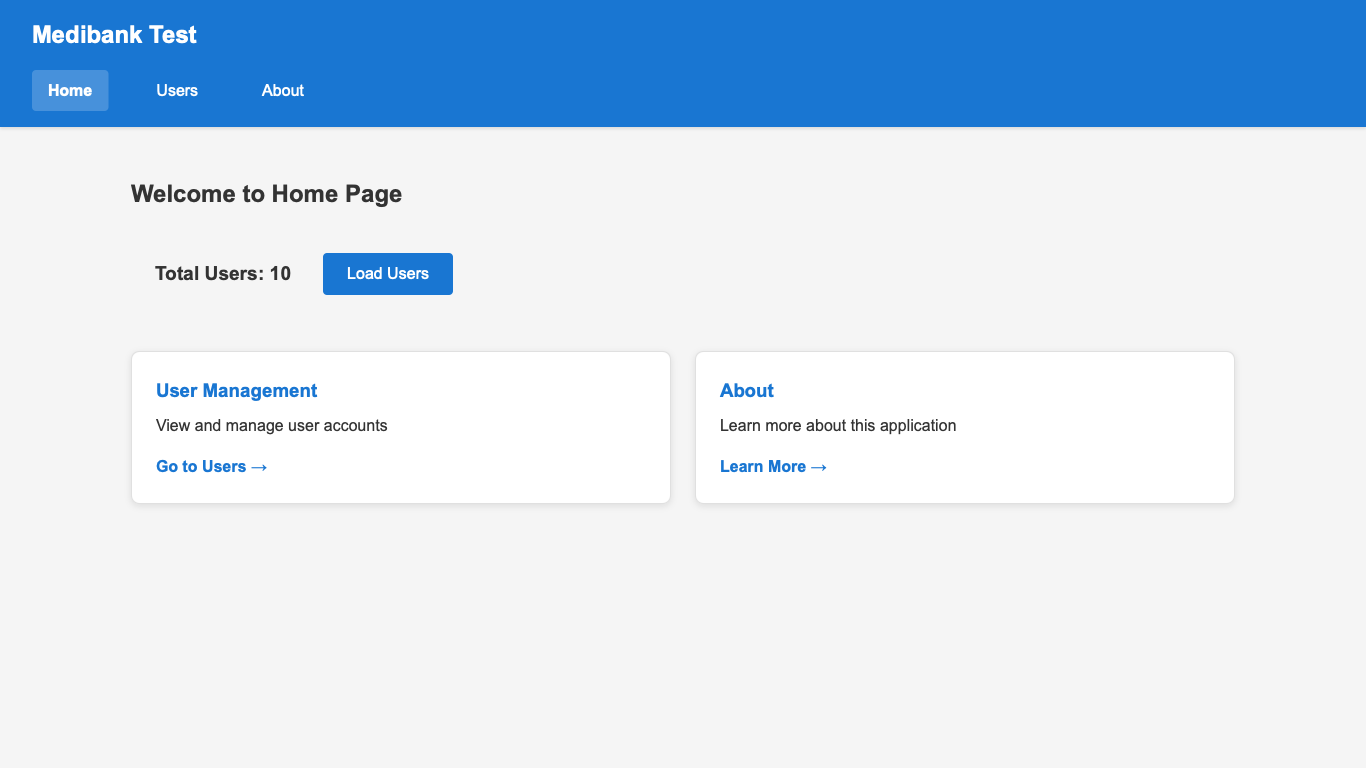 Medibank Test
Home Users About
Welcome to Home Page
Total Users: 10 Load Users
User Management
View and manage user accounts
Go to Users →
About
Learn more about this application
Learn More →